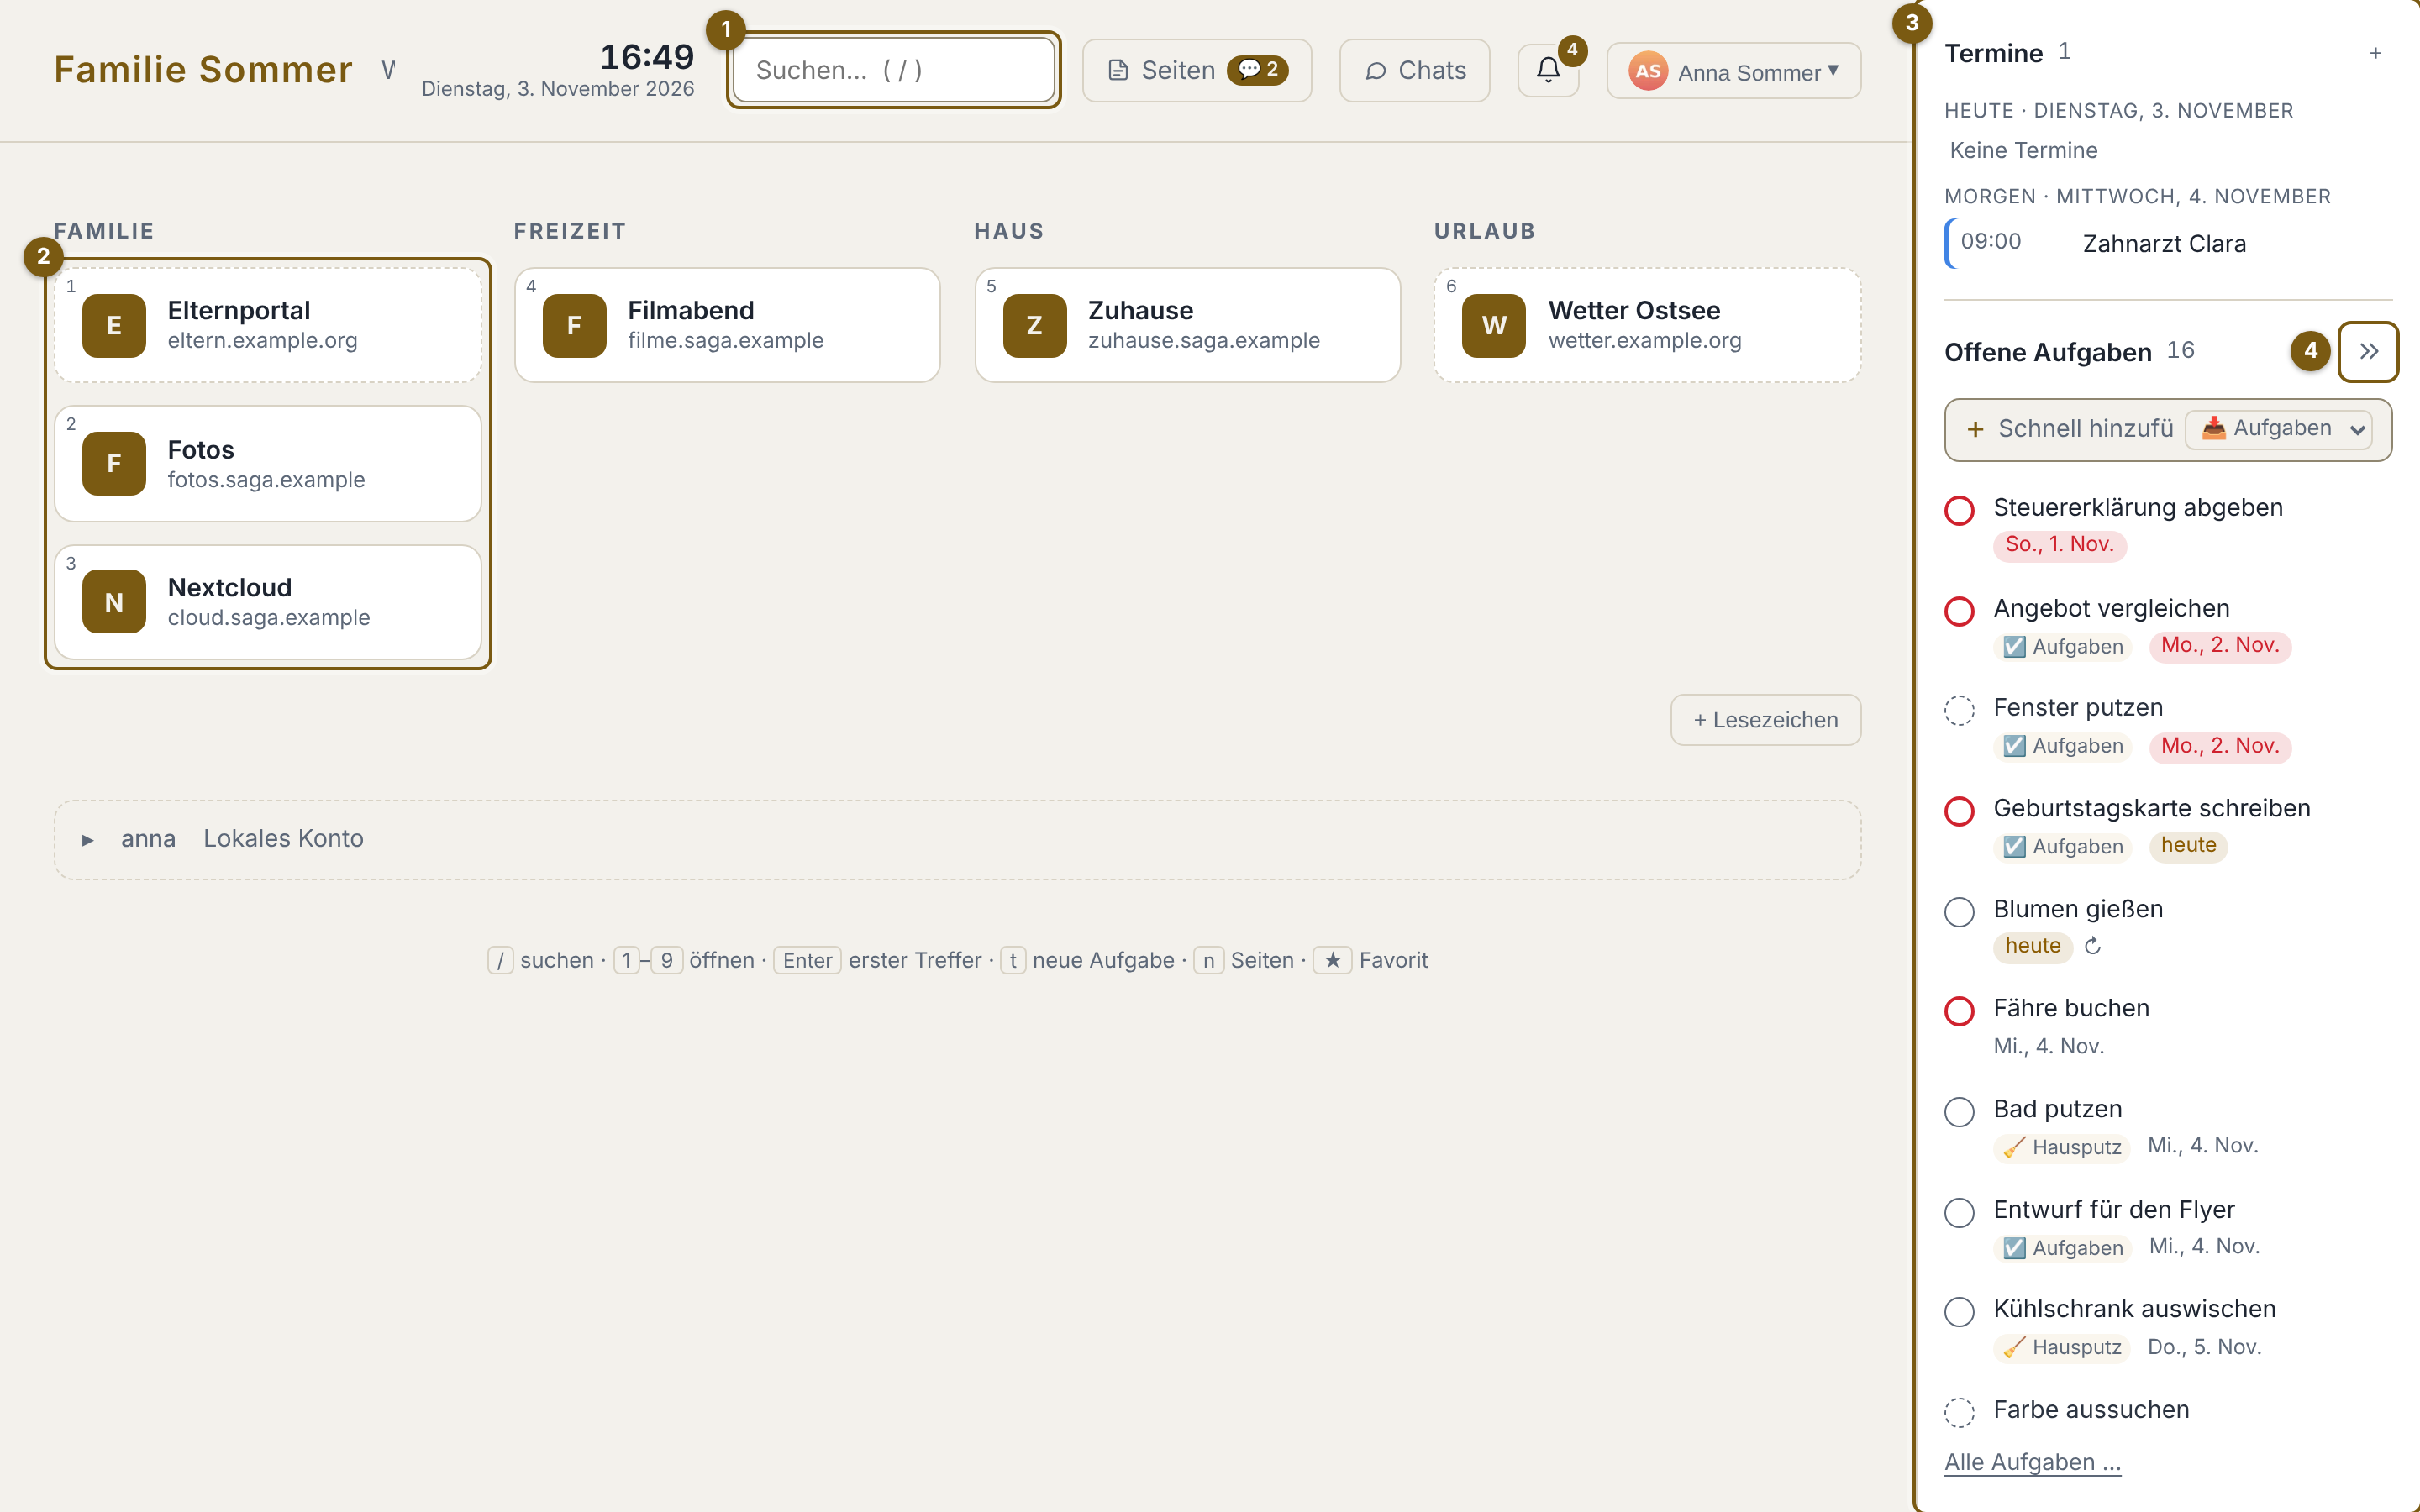 Familie Sommer
V
16:49
Dienstag, 3. November 2026
1
Suchen… ( / )
Seiten 💬 2
Chats
4
AS Anna Sommer ▼
FAMILIE
2
1
E
Elternportal
eltern.example.org
2
F
Fotos
fotos.saga.example
3
N
Nextcloud
cloud.saga.example
FREIZEIT
4
F
Filmabend
filme.saga.example
HAUS
5
Z
Zuhause
zuhause.saga.example
URLAUB
6
W
Wetter Ostsee
wetter.example.org
+ Lesezeichen
▸ anna Lokales Konto
/ suchen · 1–9 öffnen · Enter erster Treffer · t neue Aufgabe · n Seiten · ★ Favorit
3
Termine 1 +
HEUTE · DIENSTAG, 3. NOVEMBER
Keine Termine
MORGEN · MITTWOCH, 4. NOVEMBER
09:00 Zahnarzt Clara
Offene Aufgaben 16
4 »
+ Schnell hinzufü 📥 Aufgaben
Steuererklärung abgeben
So., 1. Nov.
Angebot vergleichen
☑️ Aufgaben Mo., 2. Nov.
Fenster putzen
☑️ Aufgaben Mo., 2. Nov.
Geburtstagskarte schreiben
☑️ Aufgaben heute
Blumen gießen
heute ↻
Fähre buchen
Mi., 4. Nov.
Bad putzen
🧹 Hausputz Mi., 4. Nov.
Entwurf für den Flyer
☑️ Aufgaben Mi., 4. Nov.
Kühlschrank auswischen
🧹 Hausputz Do., 5. Nov.
Farbe aussuchen
Alle Aufgaben …